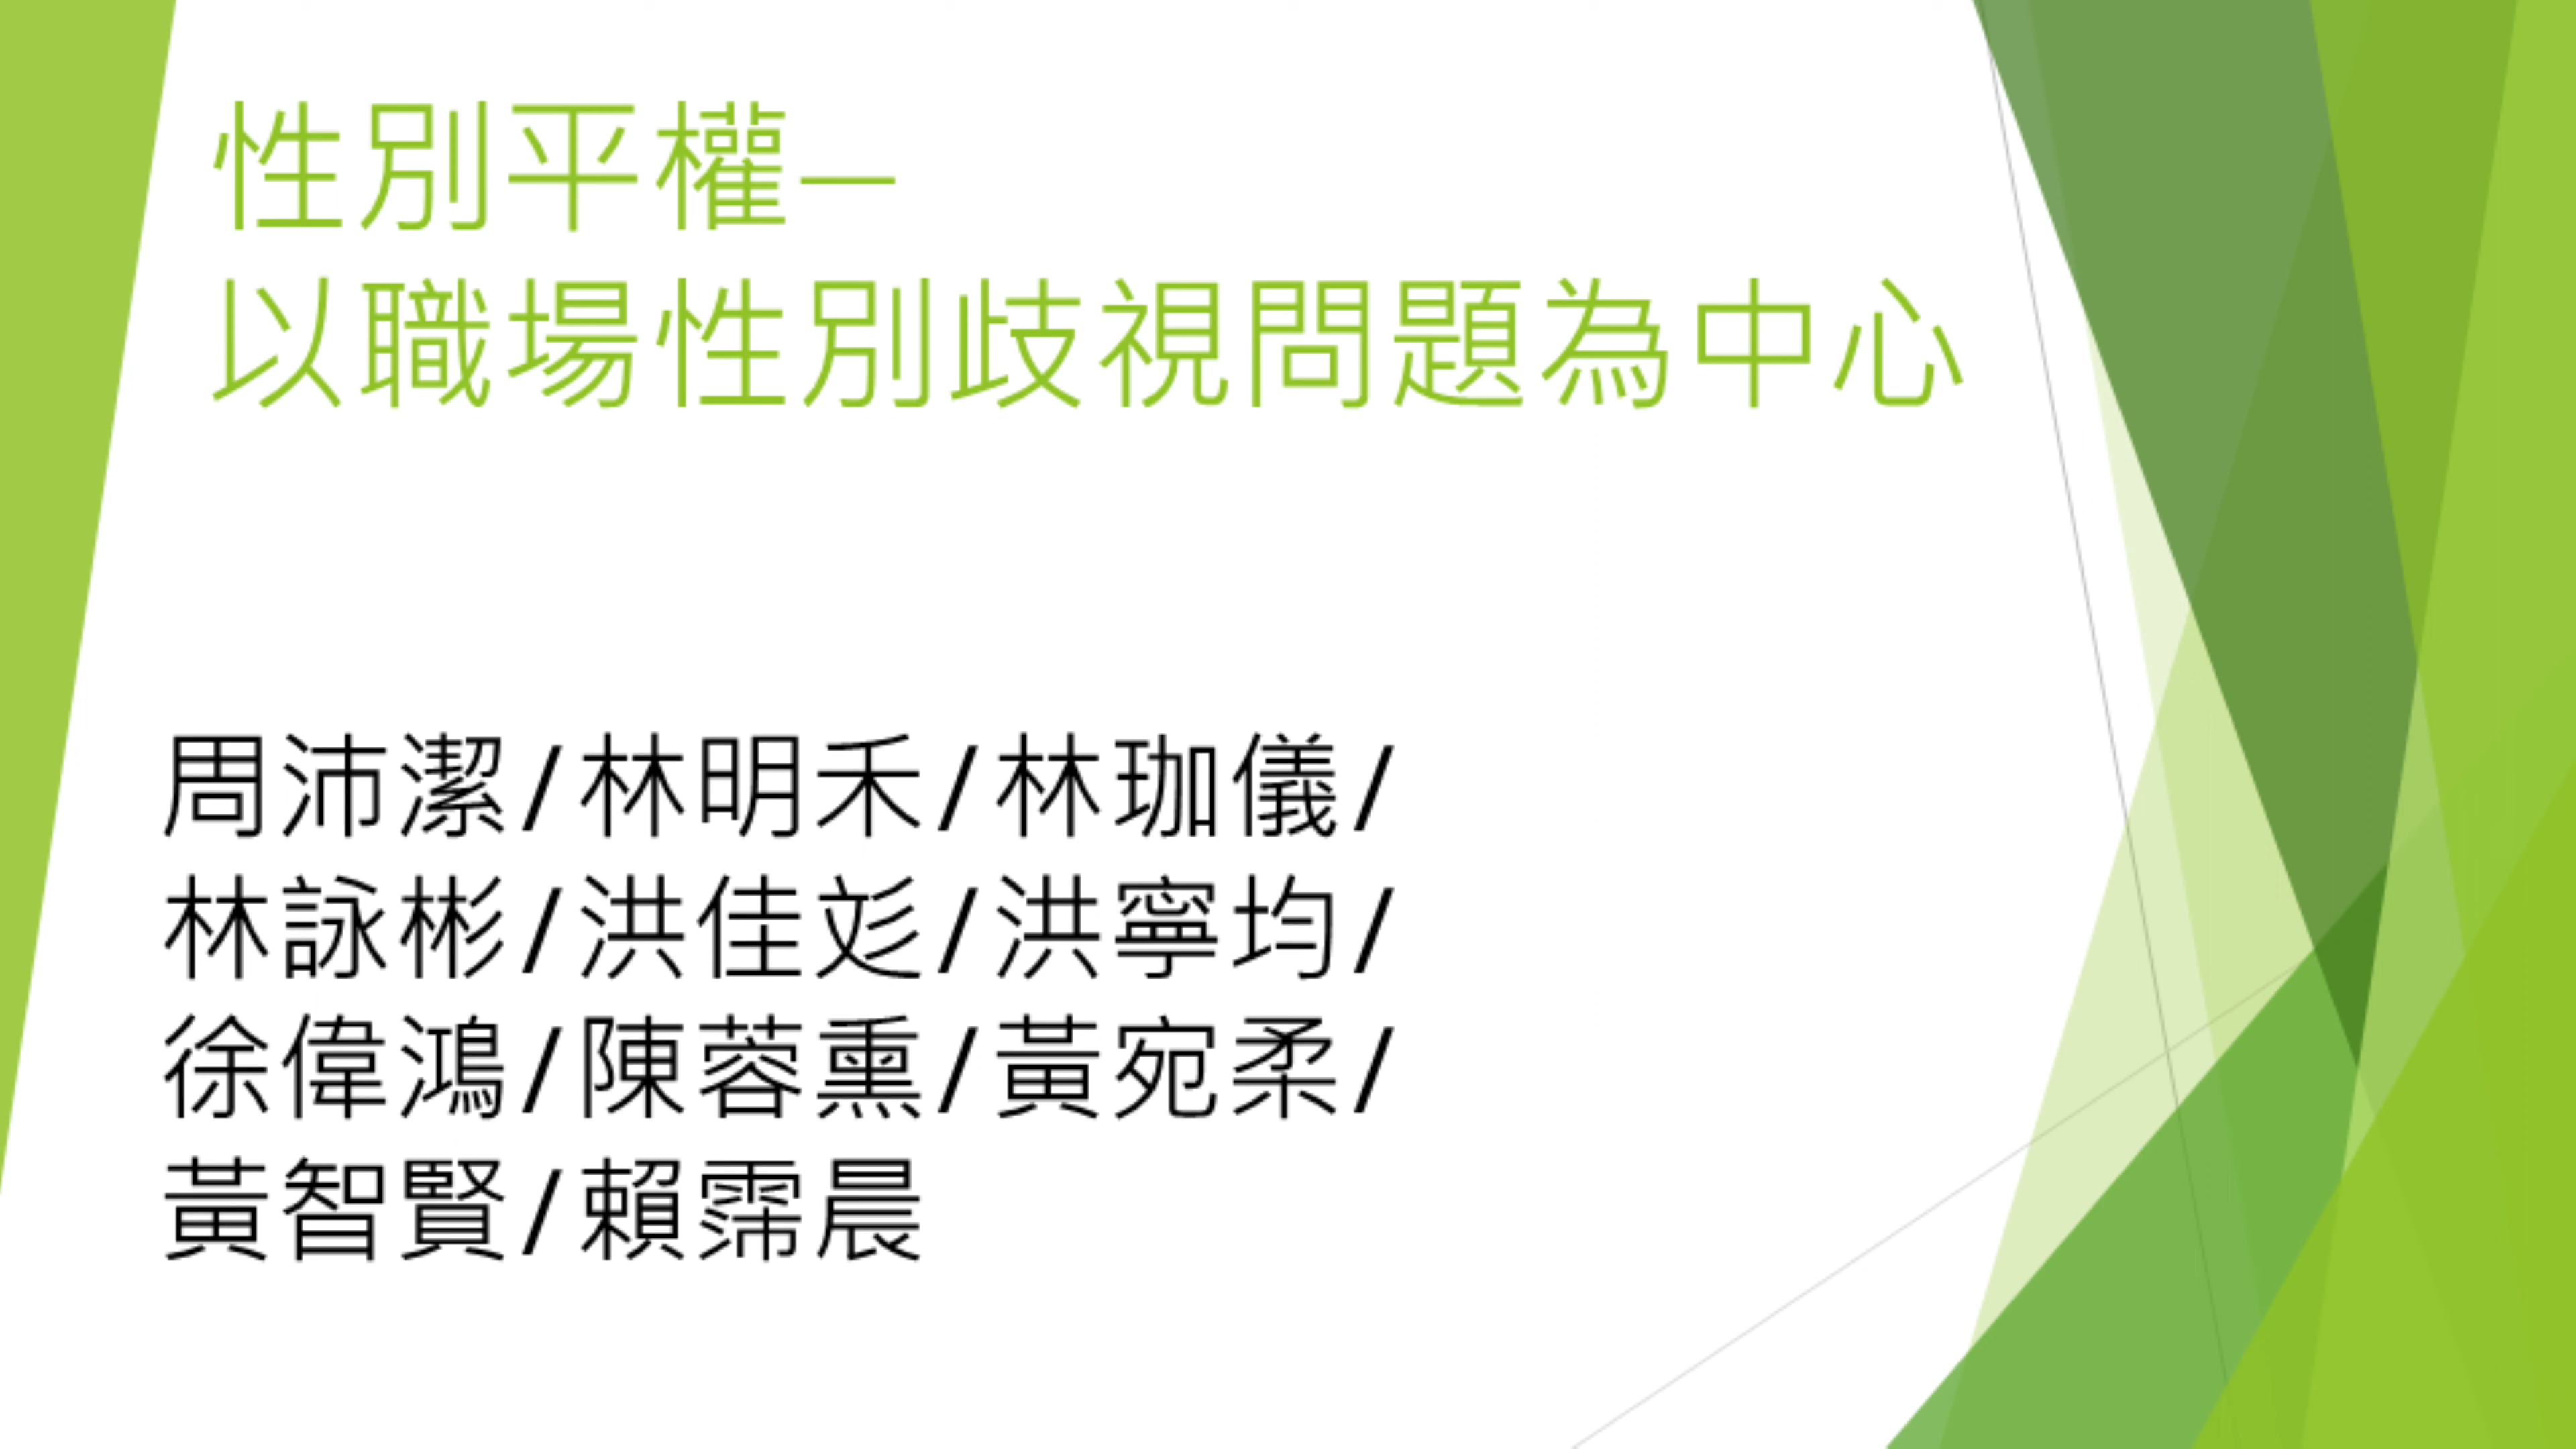 性別平權—
以職場性別歧視問題為中心
周沛潔/林明禾/林珈儀/
林詠彬/洪佳彣/洪寧均/
徐偉鴻/陳蓉熏/黃宛柔/
黃智賢/賴霈晨